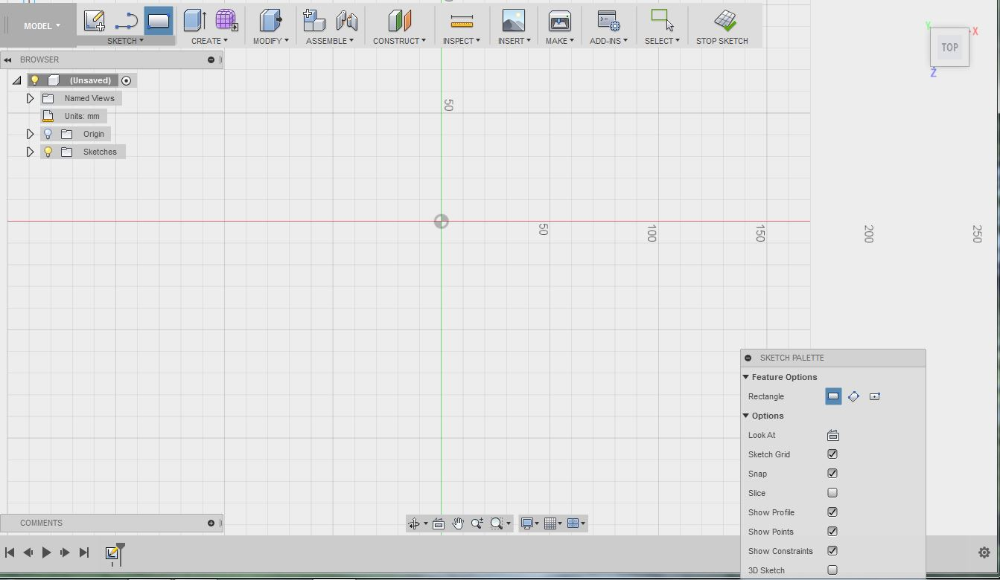 MODEL
SKETCH
CREATE
MODIFY
ASSEMBLE
CONSTRUCT
INSPECT
INSERT
MAKE
ADD-INS
SELECT
STOP SKETCH
Y
X
TOP
Z
BROWSER
(Unsaved)
Named Views
Units: mm
Origin
Sketches
50
50
100
150
200
250
SKETCH PALETTE
Feature Options
Rectangle
Options
Look At
Sketch Grid
Snap
Slice
Show Profile
Show Points
Show Constraints
3D Sketch
COMMENTS